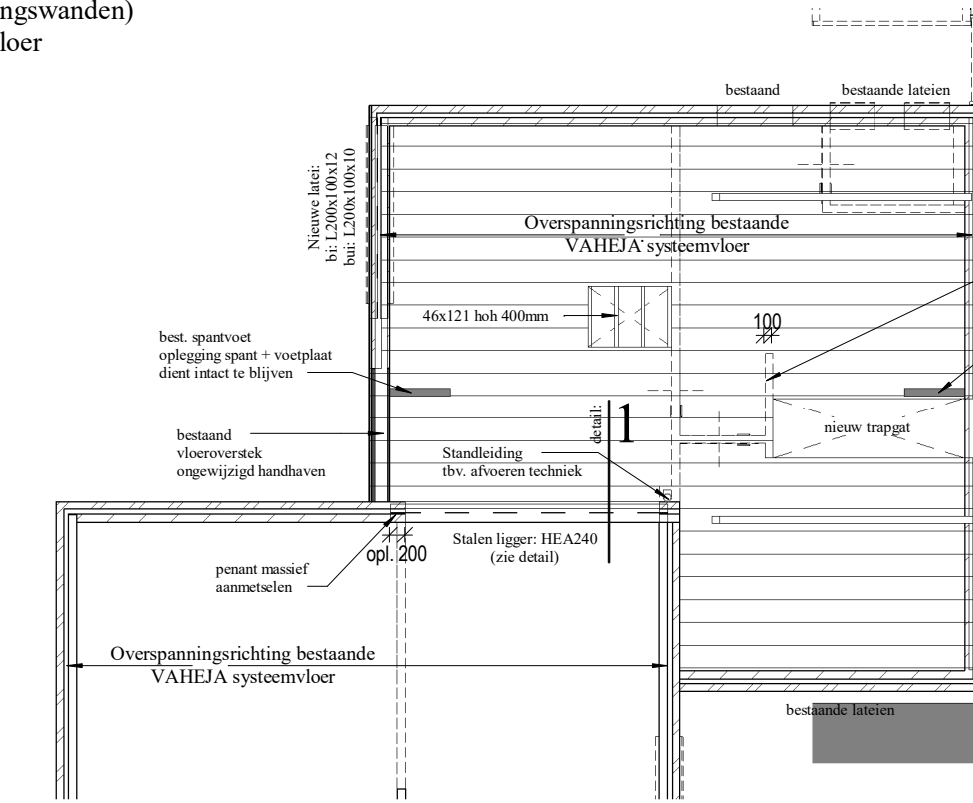 ngswanden)
loer
bestaand
bestaande lateien
Nieuwe latei:
bi: L200x100x12
bui: L200x100x10
Overspanningsrichting bestaande
VAHEJA systeemvloer
46x121 hoh 400mm
100
best. spantvoet
oplegging spant + voetplaat
dient intact te blijven
detail:
1
nieuw trapgat
bestaand
vloeroverstek
ongewijzigd handhaven
Standleiding
tbv. afvoeren techniek
Stalen ligger: HEA240
(zie detail)
opl. 200
penant massief
aanmetselen
Overspanningsrichting bestaande
VAHEJA systeemvloer
bestaande lateien